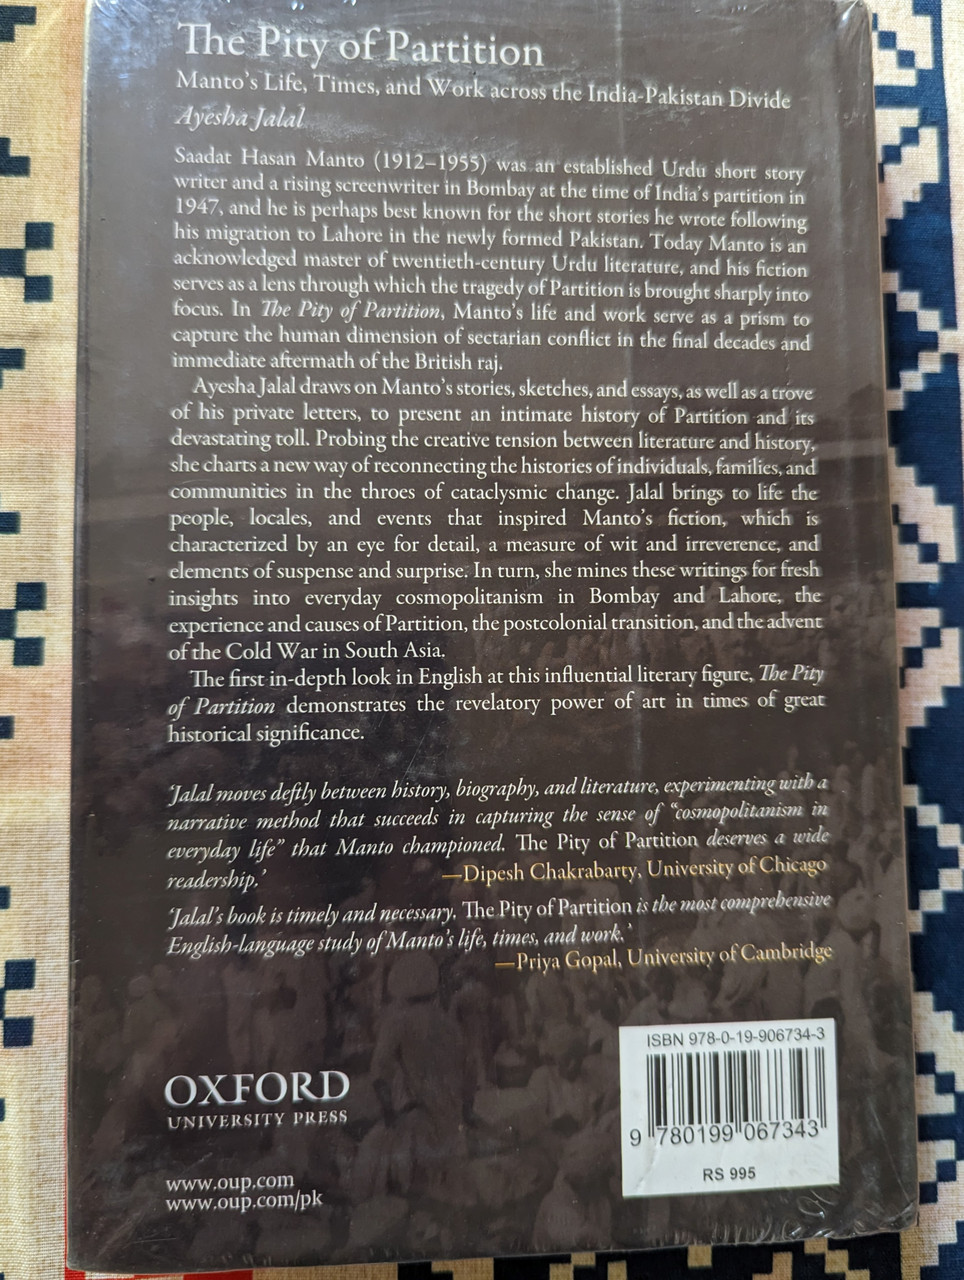 The Pity of Partition
Manto's Life, Times, and Work across the India-Pakistan Divide
Ayesha Jalal
Saadat Hasan Manto (1912–1955) was an established Urdu short story
writer and a rising screenwriter in Bombay at the time of India's partition in
1947, and he is perhaps best known for the short stories he wrote following
his migration to Lahore in the newly formed Pakistan. Today Manto is an
acknowledged master of twentieth-century Urdu literature, and his fiction
serves as a lens through which the tragedy of Partition is brought sharply into
focus. In The Pity of Partition, Manto's life and work serve as a prism to
capture the human dimension of sectarian conflict in the final decades and
immediate aftermath of the British raj.
Ayesha Jalal draws on Manto's stories, sketches, and essays, as well as a trove
of his private letters, to present an intimate history of Partition and its
devastating toll. Probing the creative tension between literature and history,
she charts a new way of reconnecting the histories of individuals, families, and
communities in the throes of cataclysmic change. Jalal brings to life the
people, locales, and events that inspired Manto's fiction, which is
characterized by an eye for detail, a measure of wit and irreverence, and
elements of suspense and surprise. In turn, she mines these writings for fresh
insights into everyday cosmopolitanism in Bombay and Lahore, the
experience and causes of Partition, the postcolonial transition, and the advent
of the Cold War in South Asia.
The first in-depth look in English at this influential literary figure, The Pity
of Partition demonstrates the revelatory power of art in times of great
historical significance.
'Jalal moves deftly between history, biography, and literature, experimenting with a
narrative method that succeeds in capturing the sense of "cosmopolitanism in
everyday life" that Manto championed. The Pity of Partition deserves a wide
readership.' —Dipesh Chakrabarty, University of Chicago
'Jalal's book is timely and necessary. The Pity of Partition is the most comprehensive
English-language study of Manto's life, times, and work.'
—Priya Gopal, University of Cambridge
ISBN 978-0-19-906734-3
9 780199 067343
RS 995
OXFORD
UNIVERSITY PRESS
www.oup.com
www.oup.com/pk